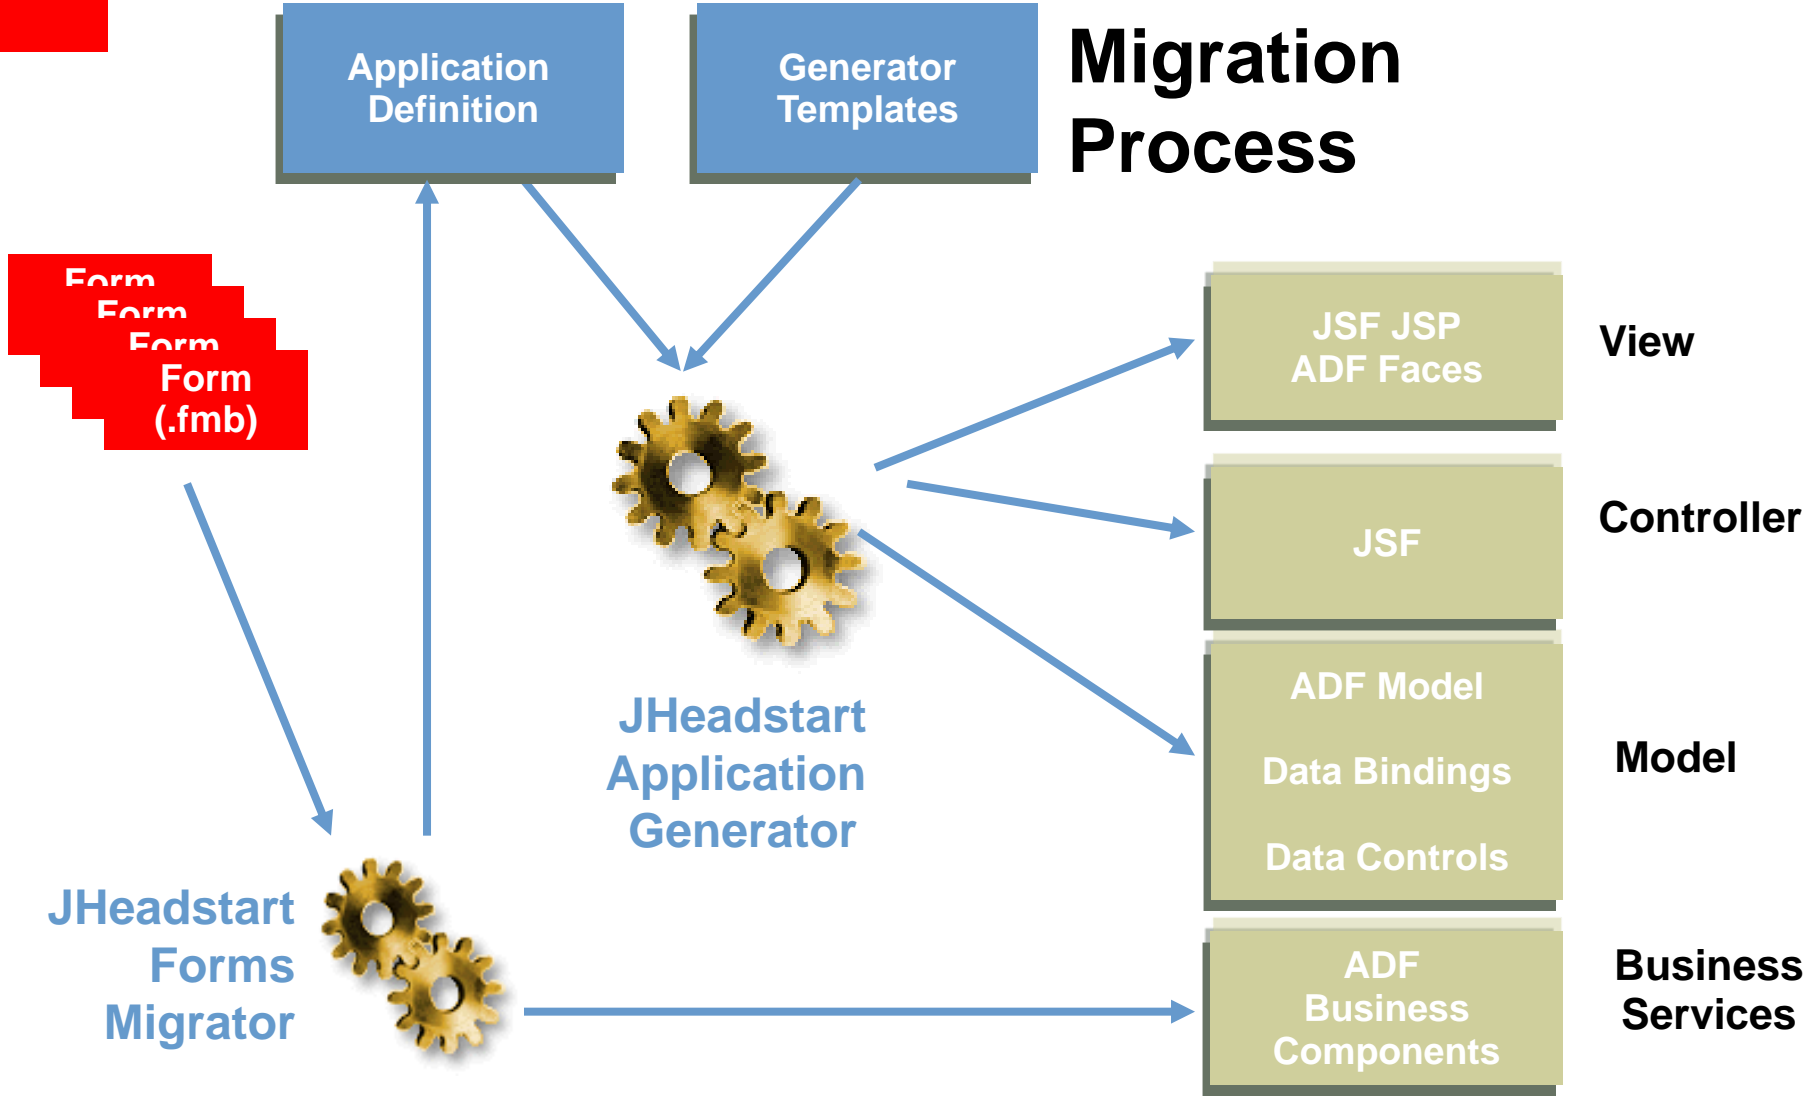 Application
Definition
Generator
Templates
Migration
Process
Form
Form
Form
Form
(.fmb)
JSF JSP
ADF Faces
View
JSF
Controller
JHeadstart
Application
Generator
ADF Model
Data Bindings
Data Controls
Model
JHeadstart
Forms
Migrator
ADF
Business
Components
Business
Services